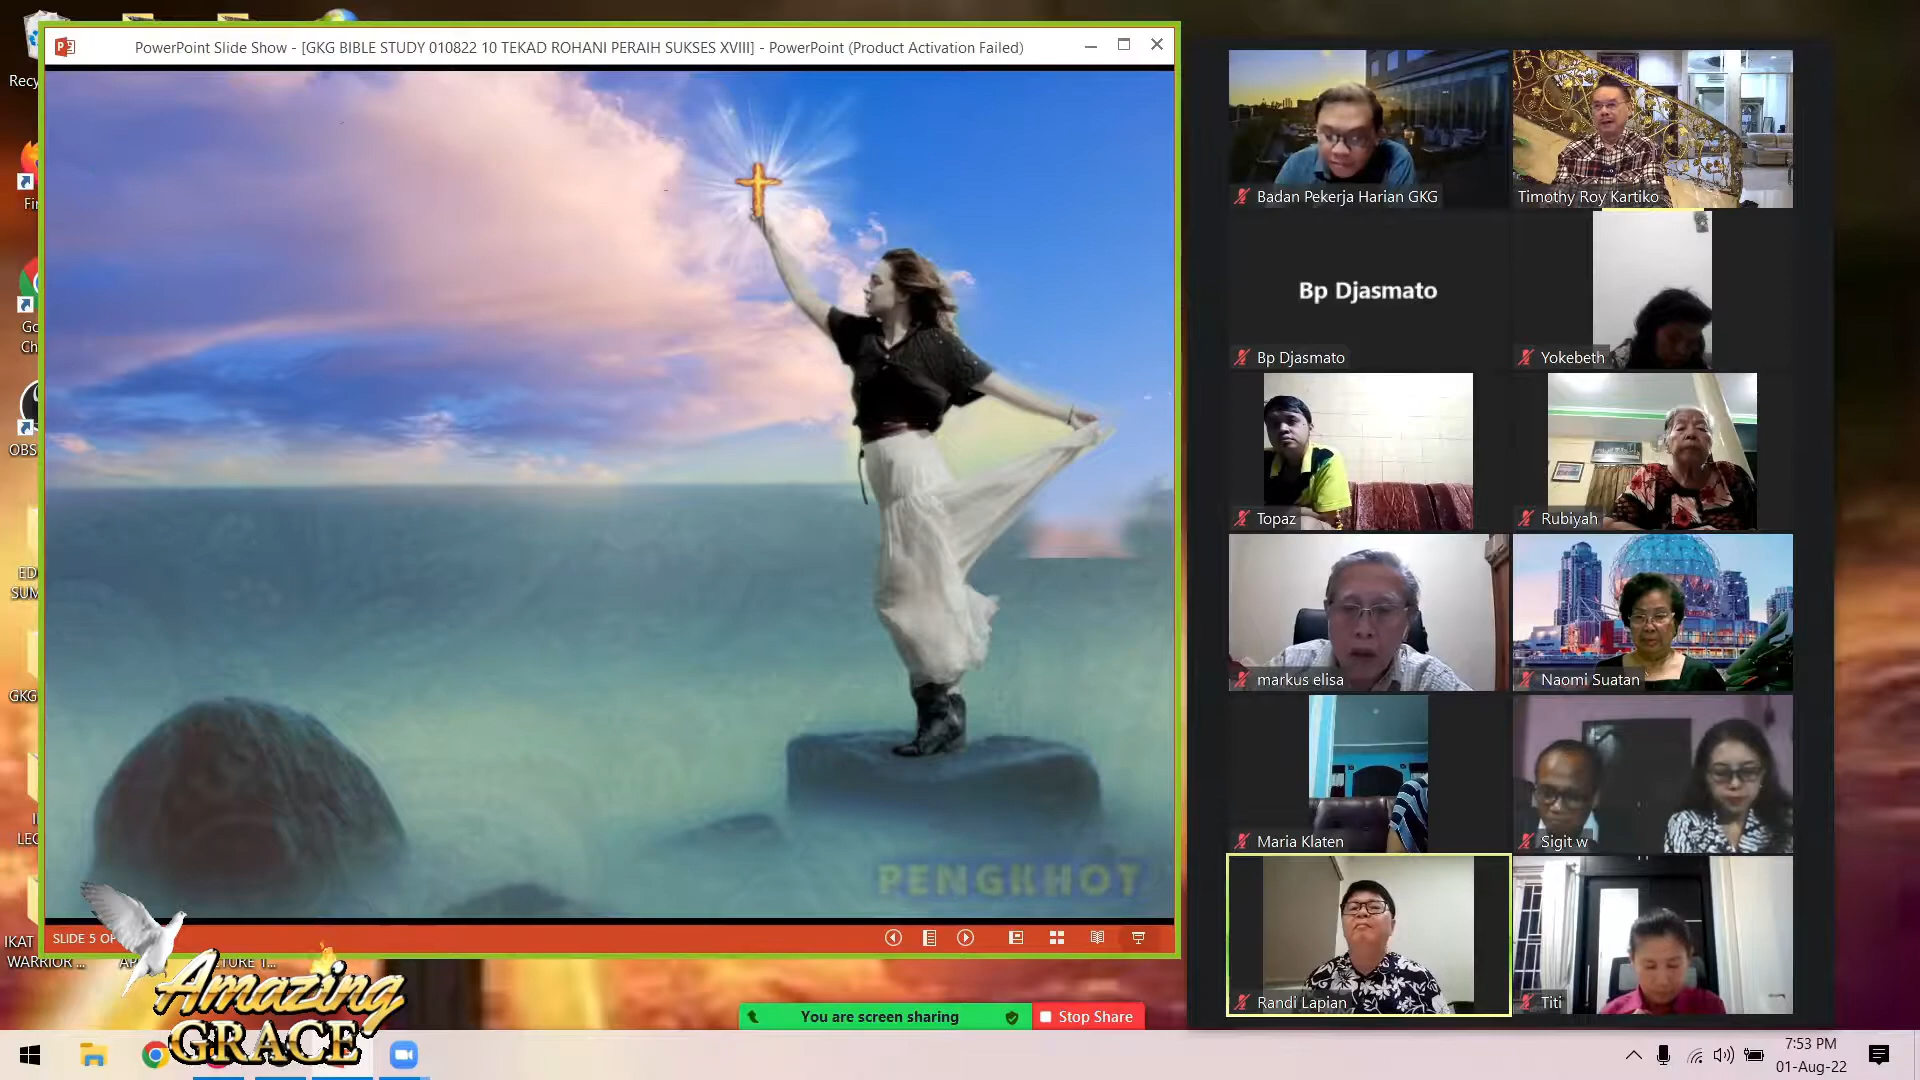 PowerPoint Slide Show - [GKG BIBLE STUDY 010822 10 TEKAD ROHANI PERAIH SUKSES XVIII] - PowerPoint (Product Activation Failed)
PENGKHOT
SLIDE 5 OF
Badan Pekerja Harian GKG
Timothy Roy Kartiko
Bp Djasmato
Bp Djasmato
Yokebeth
Topaz
Rubiyah
markus elisa
Naomi Suatan
Maria Klaten
Sigit w
Randi Lapian
Titi
OBS
GKG
IKAT
WARRIOR ...
Amazing
GRACE
You are screen sharing
Stop Share
7:53 PM
01-Aug-22